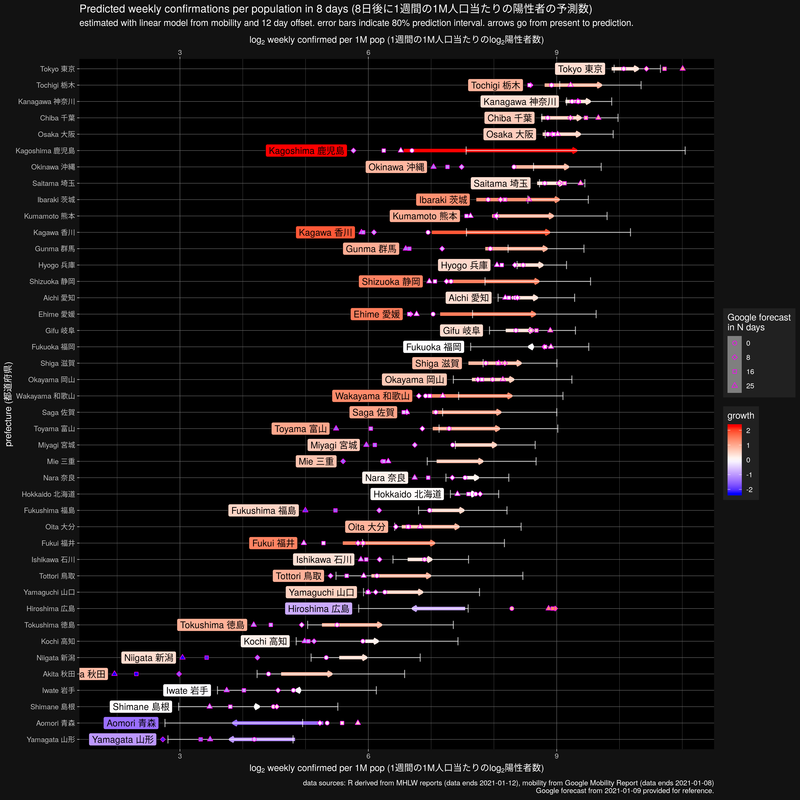 Predicted weekly confirmations per population in 8 days (8日後に1週間の1M人口当たりの陽性者の予測数)
estimated with linear model from mobility and 12 day offset. error bars indicate 80% prediction interval. arrows go from present to prediction.
log2 weekly confirmed per 1M pop (1週間の1M人口当たりのlog2陽性者数)
3 6 9
Tokyo 東京 Tokyo 東京
Tochigi 栃木 Tochigi 栃木
Kanagawa 神奈川 Kanagawa 神奈川
Chiba 千葉 Chiba 千葉
Osaka 大阪 Osaka 大阪
Kagoshima 鹿児島 Kagoshima 鹿児島
Okinawa 沖縄 Okinawa 沖縄
Saitama 埼玉 Saitama 埼玉
Ibaraki 茨城 Ibaraki 茨城
Kumamoto 熊本 Kumamoto 熊本
Kagawa 香川 Kagawa 香川
Gunma 群馬 Gunma 群馬
Hyogo 兵庫 Hyogo 兵庫
Shizuoka 静岡 Shizuoka 静岡
Aichi 愛知 Aichi 愛知
Ehime 愛媛 Ehime 愛媛
Gifu 岐阜 Gifu 岐阜
Fukuoka 福岡 Fukuoka 福岡
Shiga 滋賀 Shiga 滋賀
Okayama 岡山 Okayama 岡山
Wakayama 和歌山 Wakayama 和歌山
Saga 佐賀 Saga 佐賀
Toyama 富山 Toyama 富山
Miyagi 宮城 Miyagi 宮城
Mie 三重 Mie 三重
Nara 奈良 Nara 奈良
Hokkaido 北海道 Hokkaido 北海道
Fukushima 福島 Fukushima 福島
Oita 大分 Oita 大分
Fukui 福井 Fukui 福井
Ishikawa 石川 Ishikawa 石川
Tottori 鳥取 Tottori 鳥取
Yamaguchi 山口 Yamaguchi 山口
Hiroshima 広島 Hiroshima 広島
Tokushima 徳島 Tokushima 徳島
Kochi 高知 Kochi 高知
Niigata 新潟 Niigata 新潟
Akita 秋田 a 秋田
Iwate 岩手 Iwate 岩手
Shimane 島根 Shimane 島根
Aomori 青森 Aomori 青森
Yamagata 山形 Yamagata 山形
3 6 9
log2 weekly confirmed per 1M pop (1週間の1M人口当たりのlog2陽性者数)
prefecture (都道府県)
Google forecast
in N days
0
8
16
25
growth
2
1
0
-1
-2
data sources: R derived from MHLW reports (data ends 2021-01-12), mobility from Google Mobility Report (data ends 2021-01-08)
Google forecast from 2021-01-09 provided for reference.